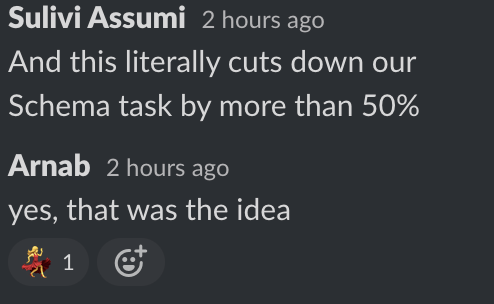 Sulivi Assumi 2 hours ago
And this literally cuts down our
Schema task by more than 50%
Arnab 2 hours ago
yes, that was the idea
1